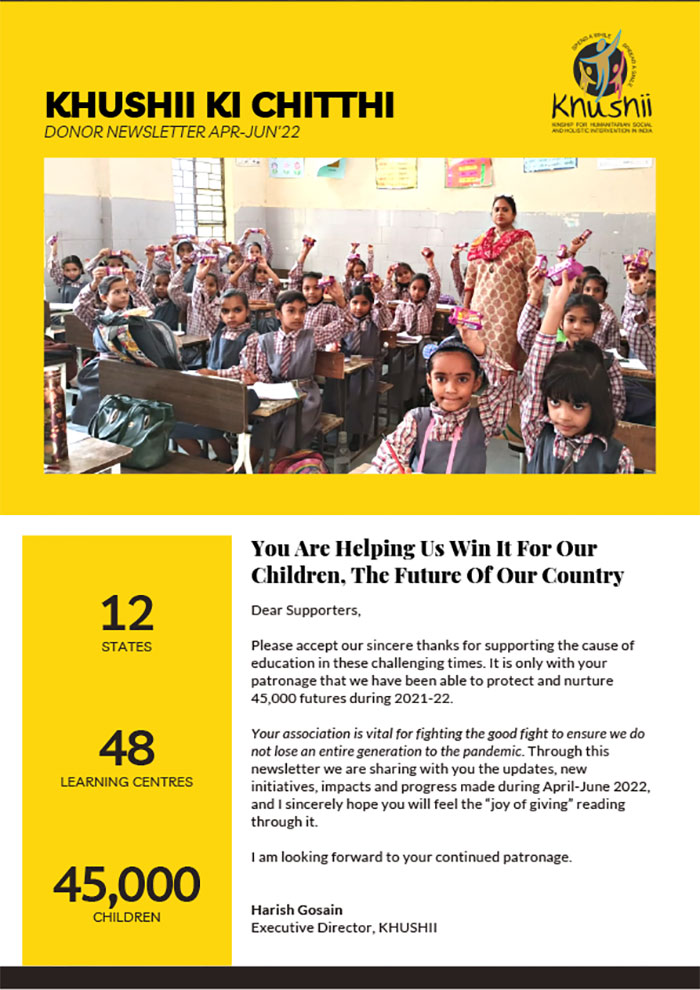 KHUSHII KI CHITTHI
DONOR NEWSLETTER APR-JUN'22
SPEND A SMILE SPREAD A SMILE
Khushii
KINSHIP FOR HUMANITARIAN SOCIAL
AND HOLISTIC INTERVENTION IN INDIA
12
STATES
48
LEARNING CENTRES
45,000
CHILDREN
You Are Helping Us Win It For Our
Children, The Future Of Our Country
Dear Supporters,
Please accept our sincere thanks for supporting the cause of
education in these challenging times. It is only with your
patronage that we have been able to protect and nurture
45,000 futures during 2021-22.
Your association is vital for fighting the good fight to ensure we do
not lose an entire generation to the pandemic. Through this
newsletter we are sharing with you the updates, new
initiatives, impacts and progress made during April-June 2022,
and I sincerely hope you will feel the “joy of giving” reading
through it.
I am looking forward to your continued patronage.
Harish Gosain
Executive Director, KHUSHII